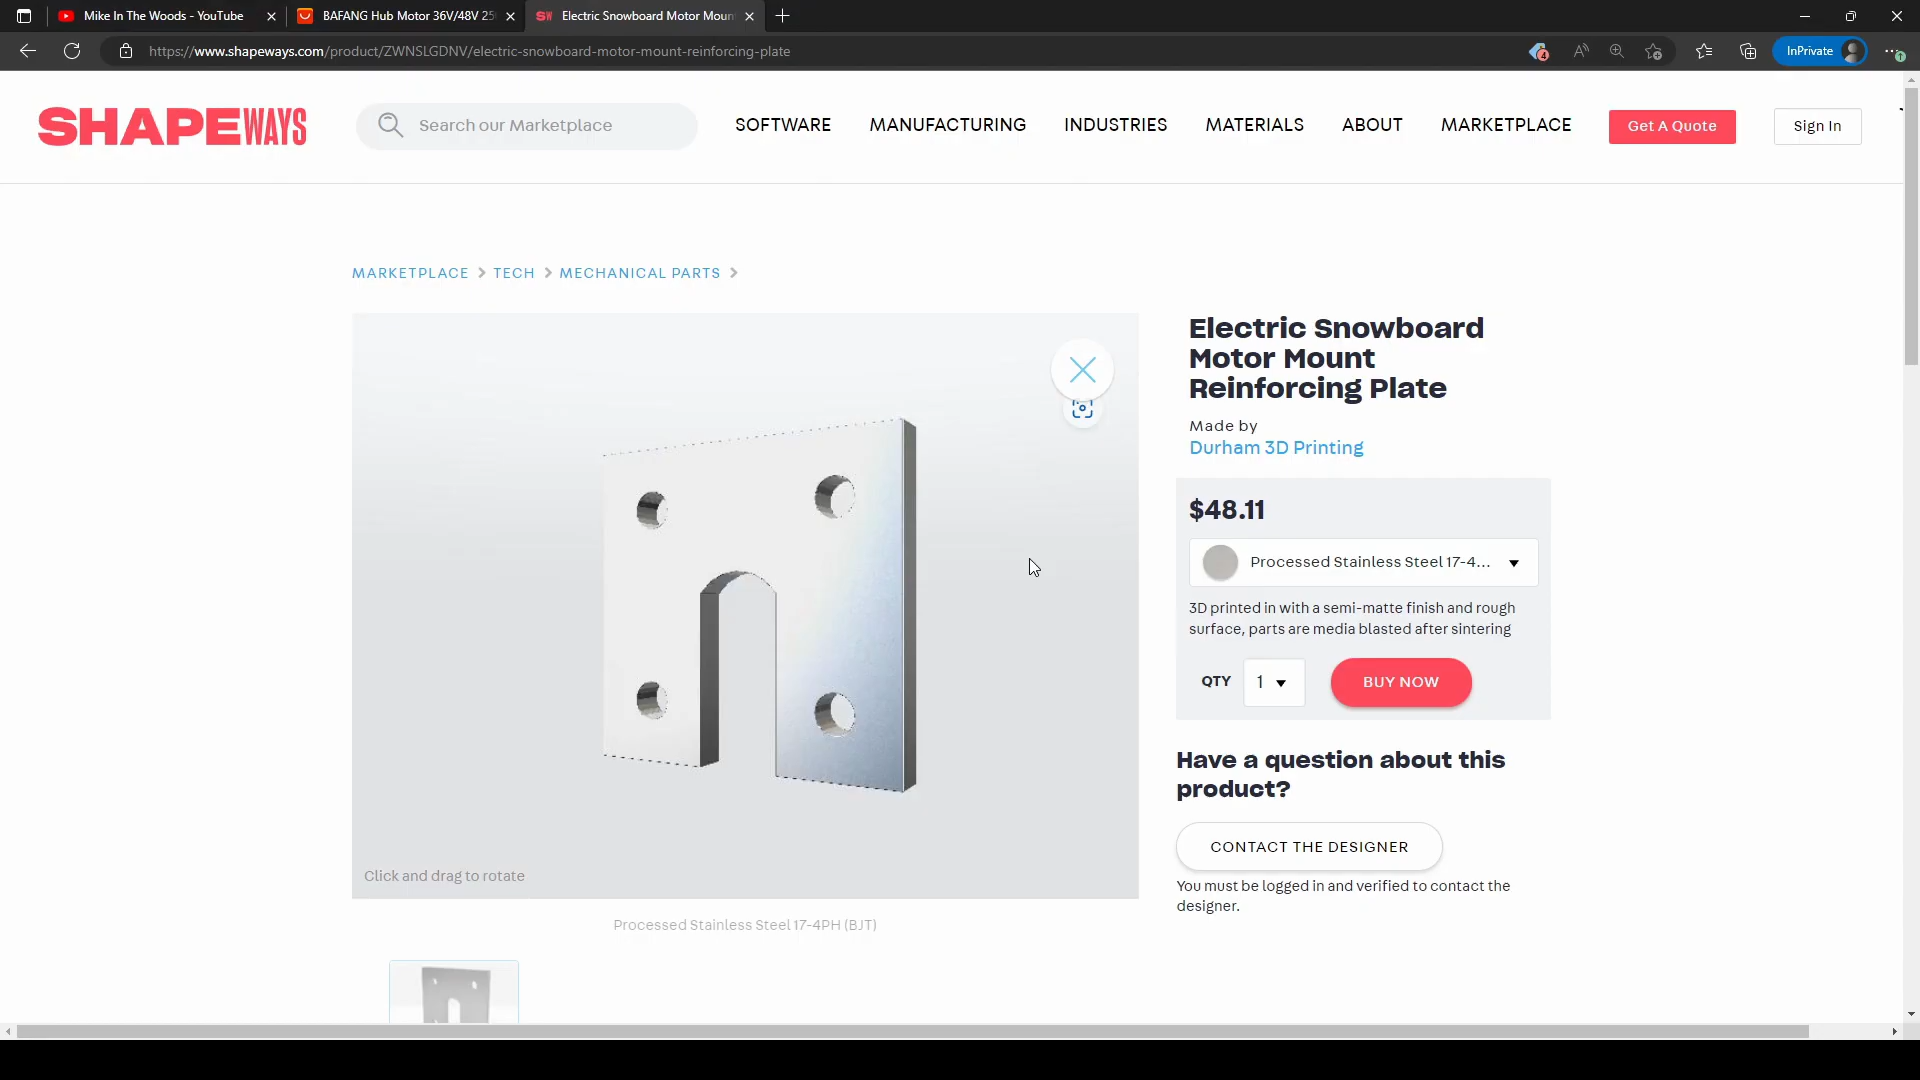 Mike In The Woods - YouTube
BAFANG Hub Motor 36V/48V 25
Electric Snowboard Motor Moun
https://www.shapeways.com/product/ZWNSLGDNV/electric-snowboard-motor-mount-reinforcing-plate
4
InPrivate
SHAPEWAYS
Search our Marketplace
SOFTWARE
MANUFACTURING
INDUSTRIES
MATERIALS
ABOUT
MARKETPLACE
Get A Quote
Sign In
MARKETPLACE > TECH > MECHANICAL PARTS >
Electric Snowboard
Motor Mount
Reinforcing Plate
Made by
Durham 3D Printing
$48.11
Processed Stainless Steel 17-4...
3D printed in with a semi-matte finish and rough
surface, parts are media blasted after sintering
QTY
1
BUY NOW
Have a question about this
product?
CONTACT THE DESIGNER
You must be logged in and verified to contact the
designer.
Click and drag to rotate
Processed Stainless Steel 17-4PH (BJT)